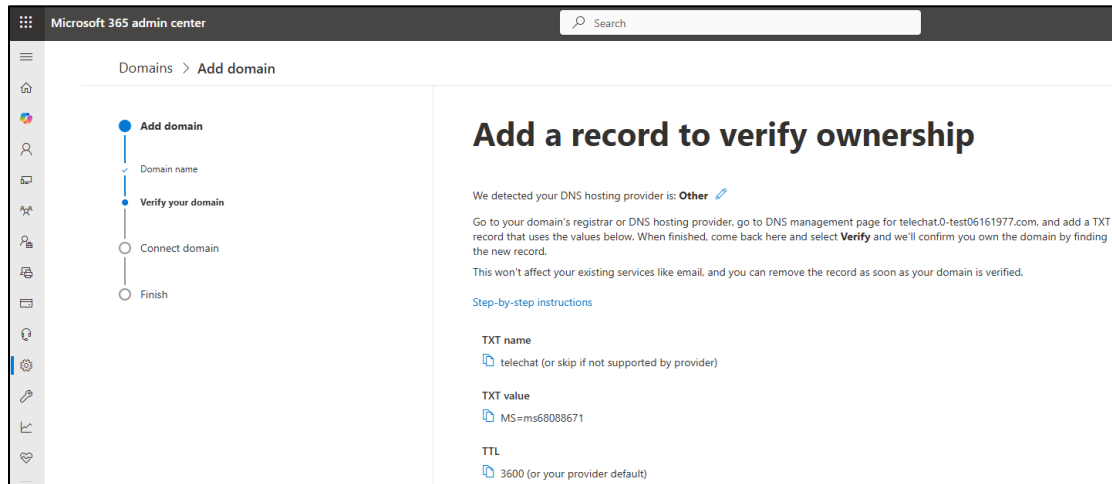 Microsoft 365 admin center
Search
Domains > Add domain
Add domain
Domain name
Verify your domain
Connect domain
Finish
Add a record to verify ownership
We detected your DNS hosting provider is: Other
Go to your domain's registrar or DNS hosting provider, go to DNS management page for telechat.0-test06161977.com, and add a TXT
record that uses the values below. When finished, come back here and select Verify and we'll confirm you own the domain by finding
the new record.
This won't affect your existing services like email, and you can remove the record as soon as your domain is verified.
Step-by-step instructions
TXT name
telechat (or skip if not supported by provider)
TXT value
MS=ms68088671
TTL
3600 (or your provider default)